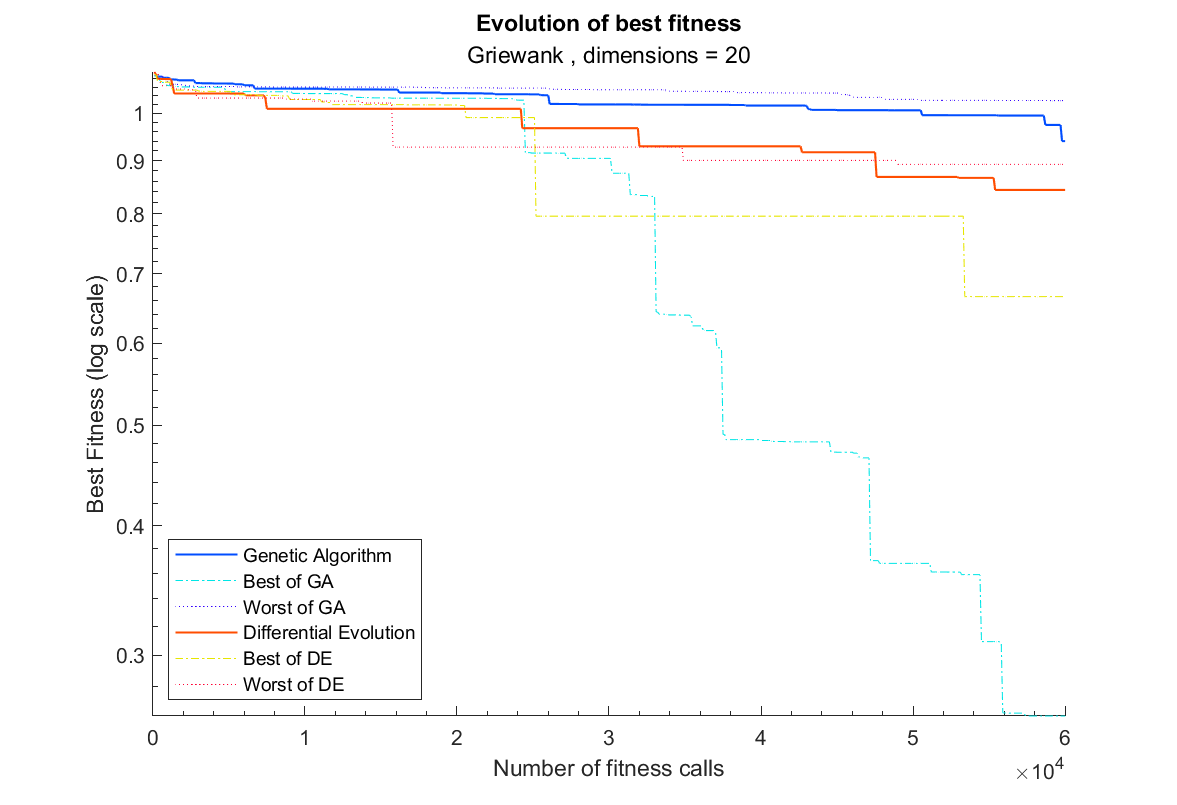 Evolution of best fitness
Griewank , dimensions = 20
Best Fitness (log scale)
1
0.9
0.8
0.7
0.6
0.5
0.4
0.3
Genetic Algorithm
Best of GA
Worst of GA
Differential Evolution
Best of DE
Worst of DE
0 1 2 3 4 5 6
Number of fitness calls
×10^4